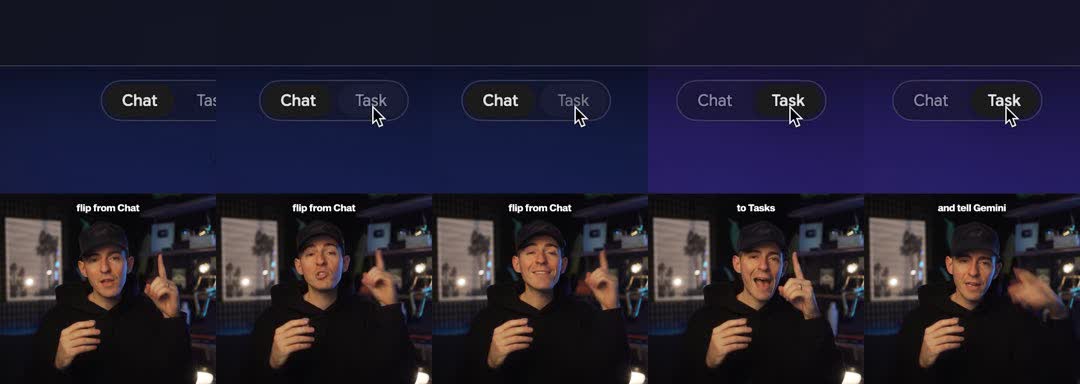 Chat Tas
Chat Task
Chat Task
Chat Task
Chat Task
flip from Chat
flip from Chat
flip from Chat
to Tasks
and tell Gemini